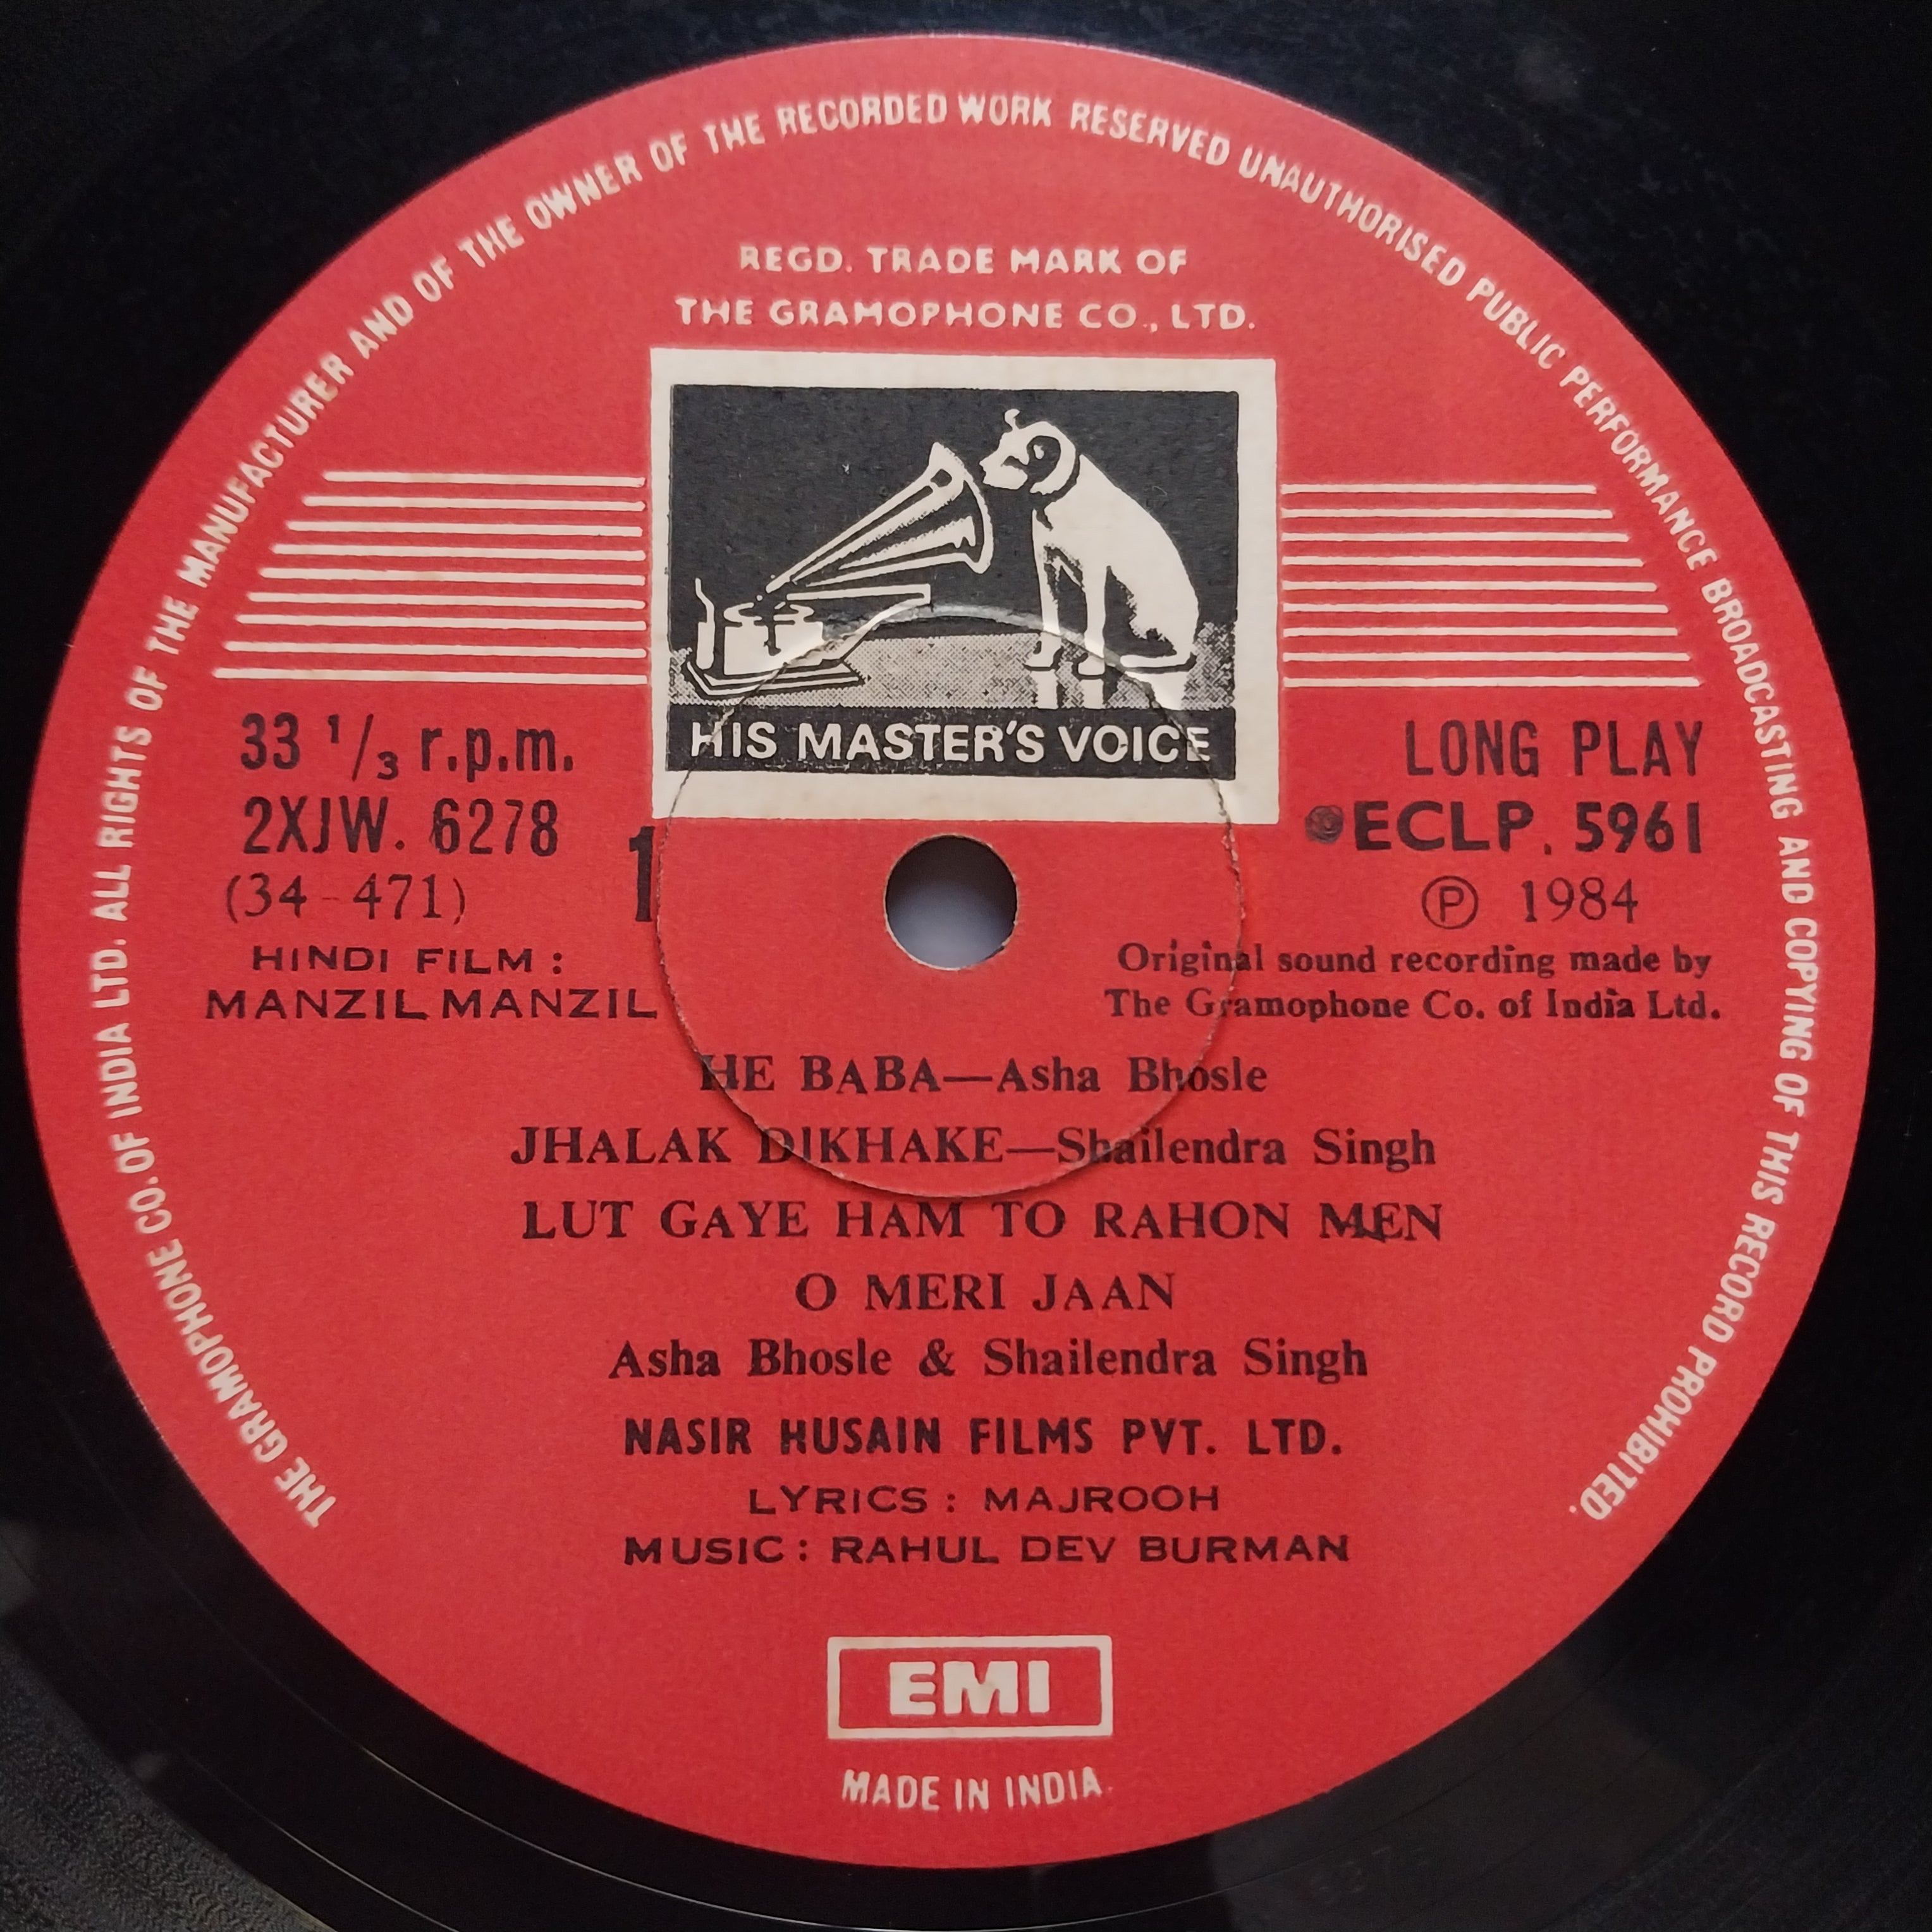 THE GRAMOPHONE CO. OF INDIA LTD. ALL RIGHTS OF THE MANUFACTURER AND OF THE OWNER OF THE RECORDED WORK RESERVED UNAUTHORISED PUBLIC PERFORMANCE BROADCASTING AND COPYING OF THIS RECORD PROHIBITED.
REGD. TRADE MARK OF
THE GRAMOPHONE CO., LTD.
HIS MASTER'S VOICE
33 1/3 r.p.m.
2XJW. 6278
(34-471)
1
HINDI FILM :
MANZIL MANZIL
LONG PLAY
ECLP. 5961
Ⓟ 1984
Original sound recording made by
The Gramophone Co. of India Ltd.
HE BABA—Asha Bhosle
JHALAK DIKHAKE—Shailendra Singh
LUT GAYE HAM TO RAHON MEN
O MERI JAAN
Asha Bhosle & Shailendra Singh
NASIR HUSAIN FILMS PVT. LTD.
LYRICS : MAJROOH
MUSIC : RAHUL DEV BURMAN
EMI
MADE IN INDIA.